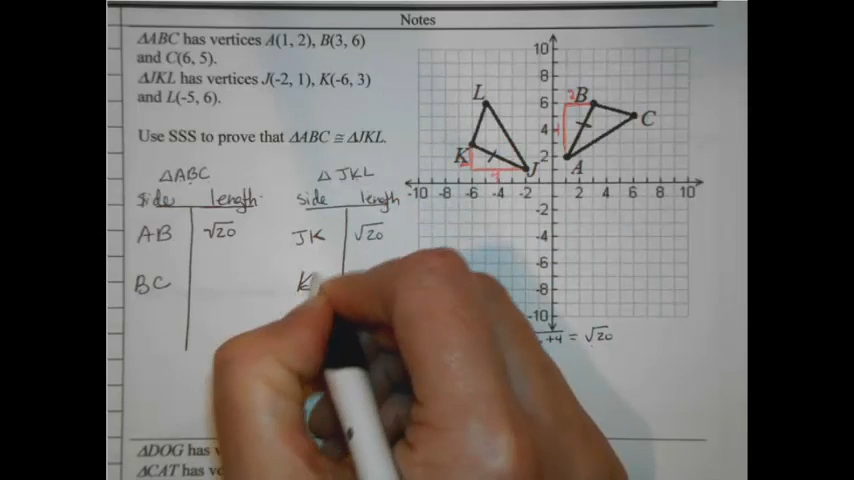 Notes
ΔABC has vertices A(1, 2), B(3, 6)
and C(6, 5).
ΔJKL has vertices J(-2, 1), K(-6, 3)
and L(-5, 6).
Use SSS to prove that ΔABC ≅ ΔJKL.
ΔABC
side length
AB √20
BC
ΔJKL
side length
JK √20
K
10
8
6
4
2
-10 -8 -6 -4 -2 2 4 6 8 10
-2
-4
-6
-8
-10
L
K
J
2
B
C
A
+4 = √20
ΔDOG has
ΔCAT has